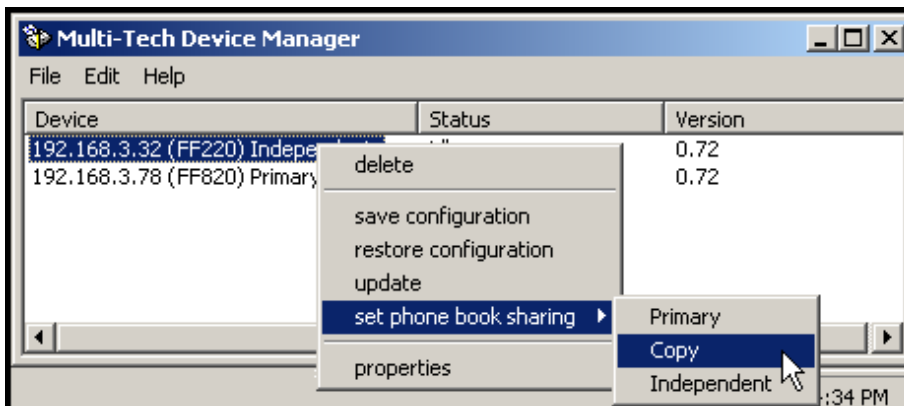 Multi-Tech Device Manager
File Edit Help
Device Status Version
192.168.3.32 (FF220) 0.72
192.168.3.78 (FF820) Primary 0.72
delete
save configuration
restore configuration
update
set phone book sharing
properties
Primary
Copy
Independent
:34 PM